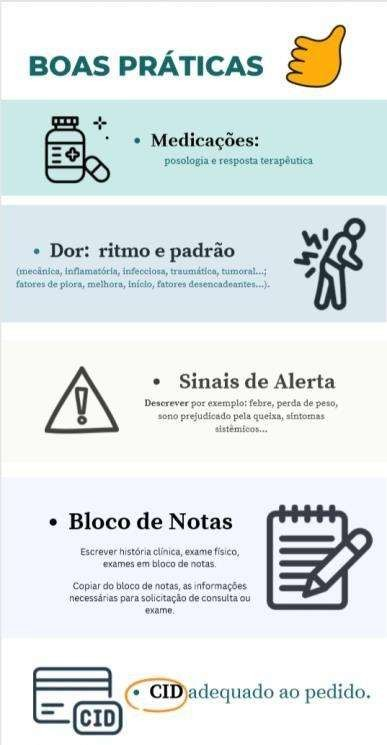 BOAS PRÁTICAS
• Medicações:
posologia e resposta terapêutica
• Dor: ritmo e padrão
(mecânica, inflamatória, infecciosa, traumática, tumoral...;
fatores de piora, melhora, início, fatores desencadeantes...).
• Sinais de Alerta
Descrever por exemplo: febre, perda de peso,
sono prejudicado pela queixa, sintomas
sistêmicos...
• Bloco de Notas
Escrever história clínica, exame físico,
exames em bloco de notas.
Copiar do bloco de notas, as informações
necessárias para solicitação de consulta ou
exame.
CID
• CID adequado ao pedido.